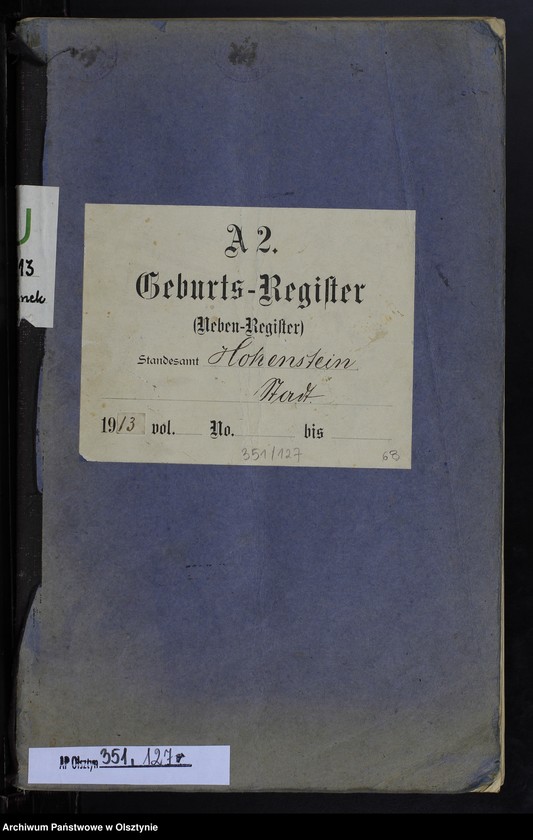 13
A 2.
Geburts-Regiſter
(Neben-Regiſter)
Standesamt Hohenstein
Stadt
1913 vol. No. bis
351/127
68
AP Olsztyn 351, 127
Archiwum Państwowe w Olsztynie